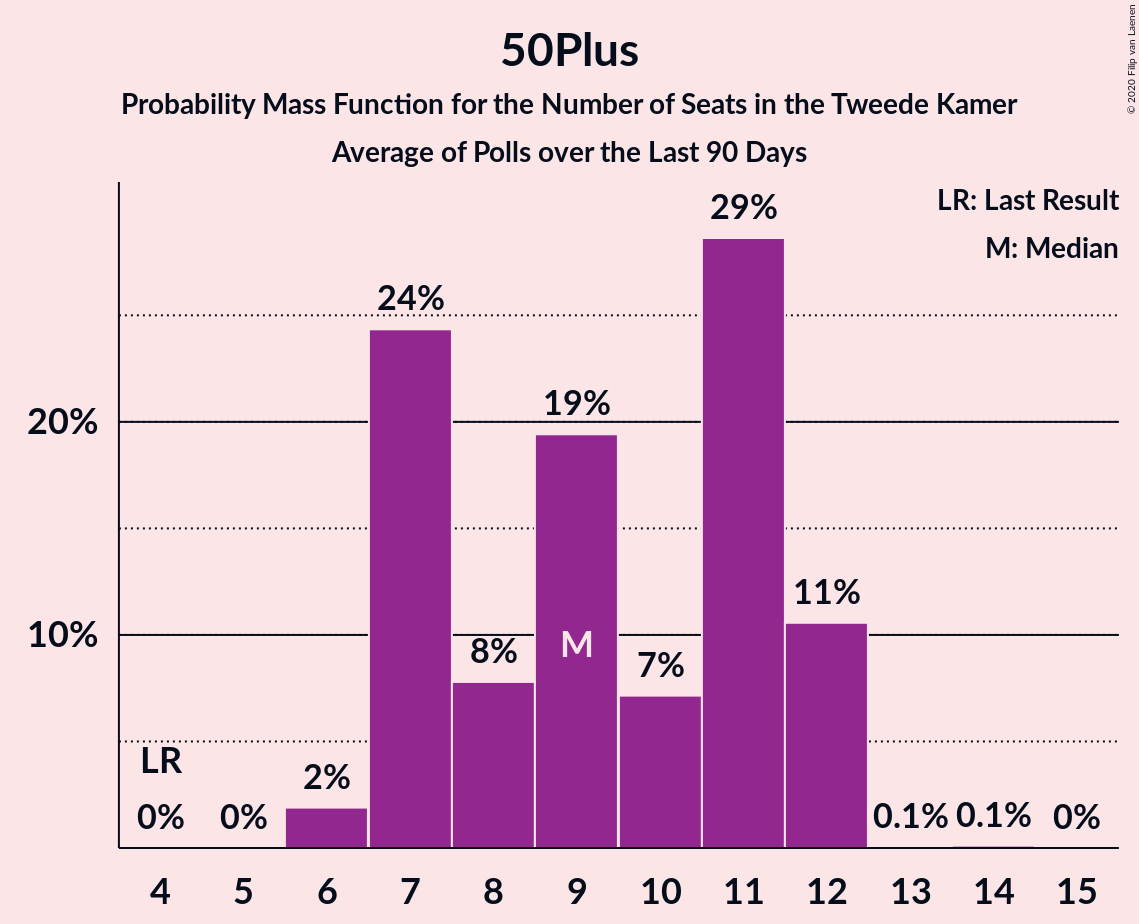 © 2020 Filip van Laenen
50Plus
Probability Mass Function for the Number of Seats in the Tweede Kamer
Average of Polls over the Last 90 Days
LR: Last Result
M: Median
29%
24%
20%
19%
11%
10%
8%
M
7%
LR
2%
0%
0%
0.1%
0.1%
0%
4 5 6 7 8 9 10 11 12 13 14 15